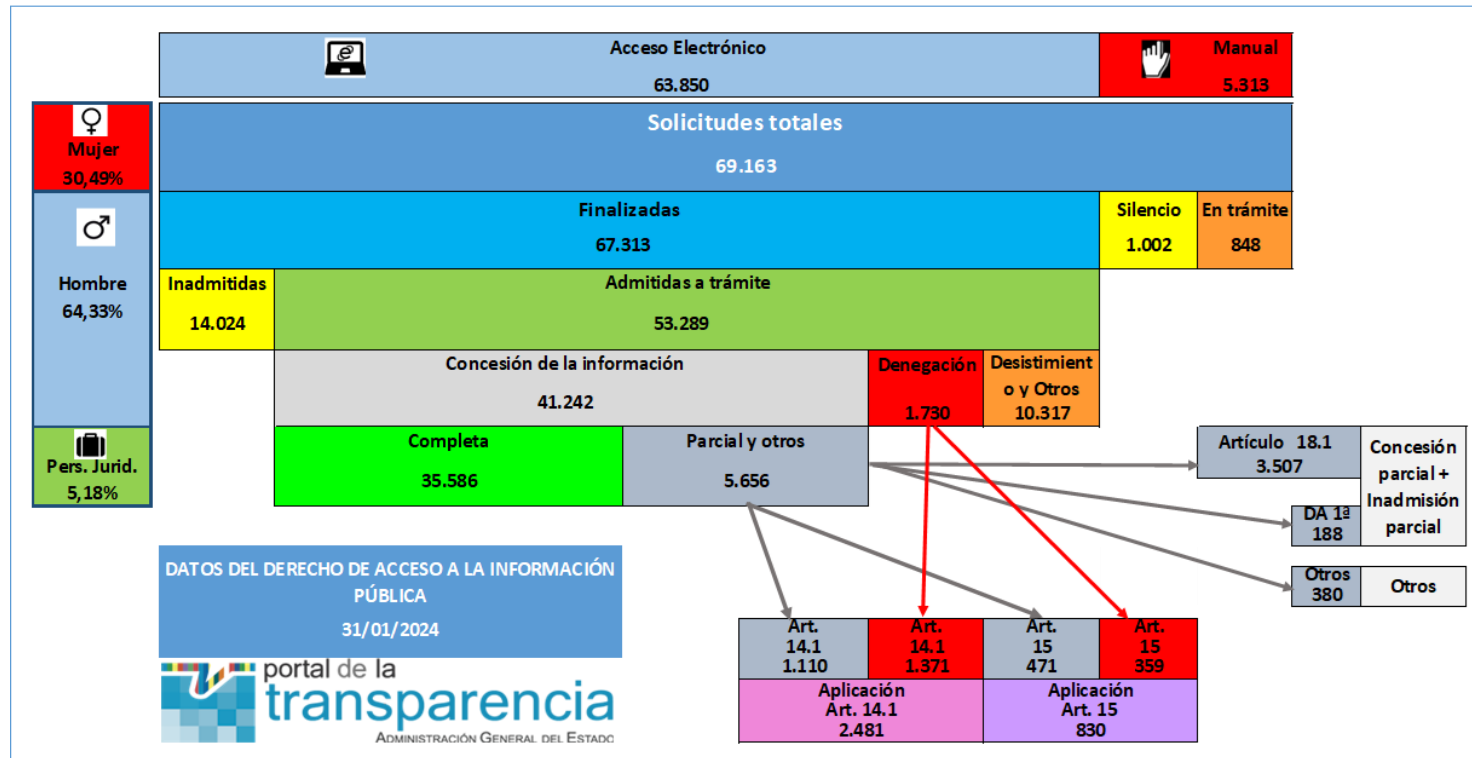 Acceso Electrónico
63.850
Manual
5.313
Mujer
30,49%
Solicitudes totales
69.163
Hombre
64,33%
Finalizadas
67.313
Silencio
1.002
En trámite
848
Inadmitidas
14.024
Admitidas a trámite
53.289
Concesión de la información
41.242
Denegación
1.730
Desistimient
o y Otros
10.317
Pers. Jurid.
5,18%
Completa
35.586
Parcial y otros
5.656
Artículo 18.1
3.507
Concesión
parcial +
Inadmisión
parcial
DA 1ª
188
Otros
380
Otros
DATOS DEL DERECHO DE ACCESO A LA INFORMACIÓN
PÚBLICA
31/01/2024
portal de la
transparencia
ADMINISTRACIÓN GENERAL DEL ESTADO
Art.
14.1
1.110
Art.
14.1
1.371
Art.
15
471
Art.
15
359
Aplicación
Art. 14.1
2.481
Aplicación
Art. 15
830